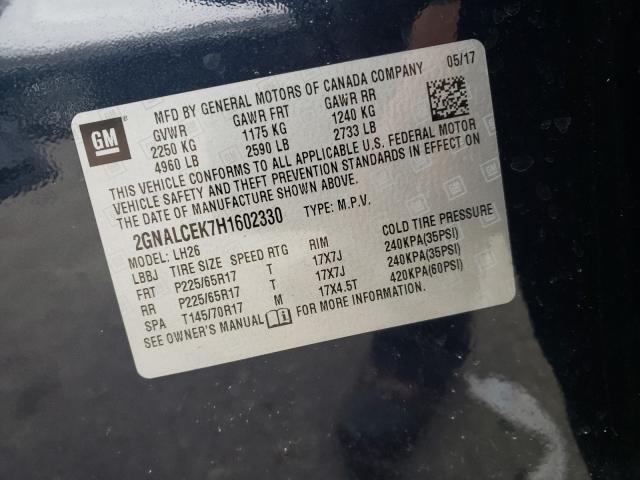 MFD BY GENERAL MOTORS OF CANADA COMPANY 05/17
GM ®
GVWR GAWR FRT GAWR RR
2250 KG 1175 KG 1240 KG
4960 LB 2590 LB 2733 LB
THIS VEHICLE CONFORMS TO ALL APPLICABLE U.S. FEDERAL MOTOR
VEHICLE SAFETY AND THEFT PREVENTION STANDARDS IN EFFECT ON
THE DATE OF MANUFACTURE SHOWN ABOVE.
2GNALCEK7H1602330 TYPE: M.P.V.
MODEL: LH26
LBBJ TIRE SIZE SPEED RTG RIM COLD TIRE PRESSURE
FRT P225/65R17 T 17X7J 240KPA(35PSI)
RR P225/65R17 T 17X7J 240KPA(35PSI)
SPA T145/70R17 M 17X4.5T 420KPA(60PSI)
SEE OWNER'S MANUAL FOR MORE INFORMATION.